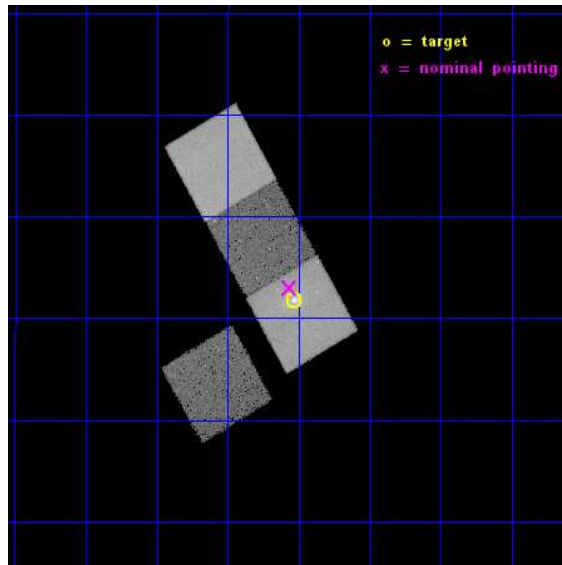 o = target
x = nominal pointing